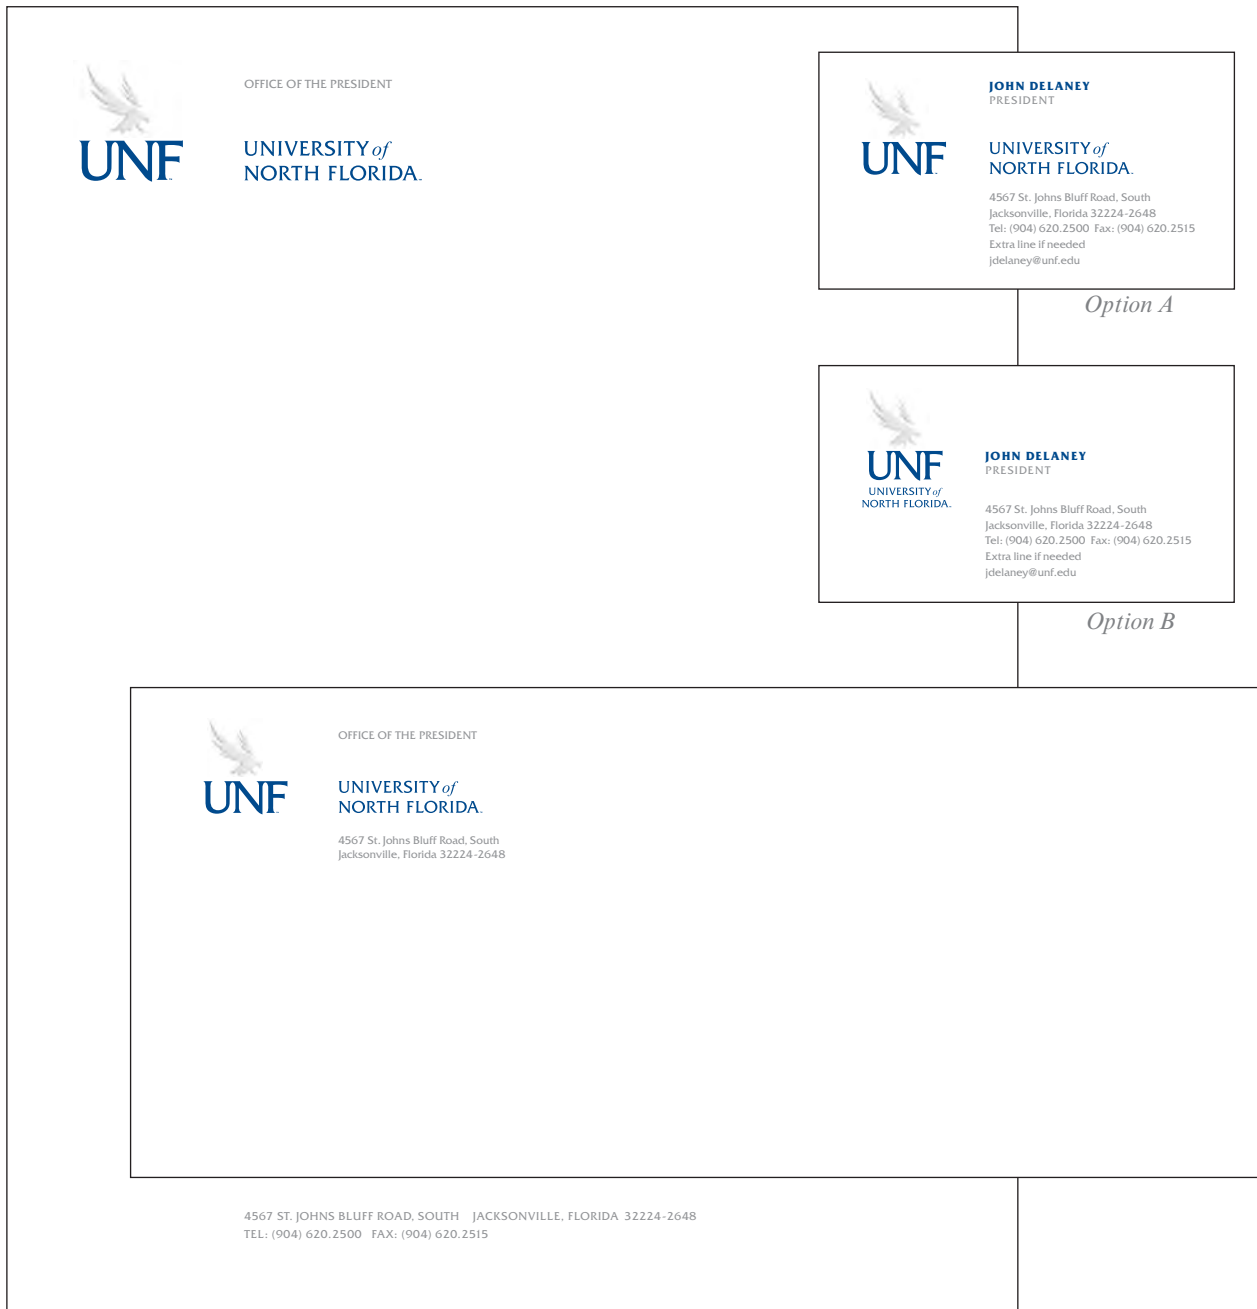 OFFICE OF THE PRESIDENT
UNF
UNIVERSITY of
NORTH FLORIDA.
JOHN DELANEY
PRESIDENT
UNF
UNIVERSITY of
NORTH FLORIDA.
4567 St. Johns Bluff Road, South
Jacksonville, Florida 32224-2648
Tel: (904) 620.2500 Fax: (904) 620.2515
Extra line if needed
jdelaney@unf.edu
Option A
UNF
UNIVERSITY of
NORTH FLORIDA.
JOHN DELANEY
PRESIDENT
4567 St. Johns Bluff Road, South
Jacksonville, Florida 32224-2648
Tel: (904) 620.2500 Fax: (904) 620.2515
Extra line if needed
jdelaney@unf.edu
Option B
OFFICE OF THE PRESIDENT
UNF
UNIVERSITY of
NORTH FLORIDA.
4567 St. Johns Bluff Road, South
Jacksonville, Florida 32224-2648
4567 ST. JOHNS BLUFF ROAD, SOUTH JACKSONVILLE, FLORIDA 32224-2648
TEL: (904) 620.2500 FAX: (904) 620.2515